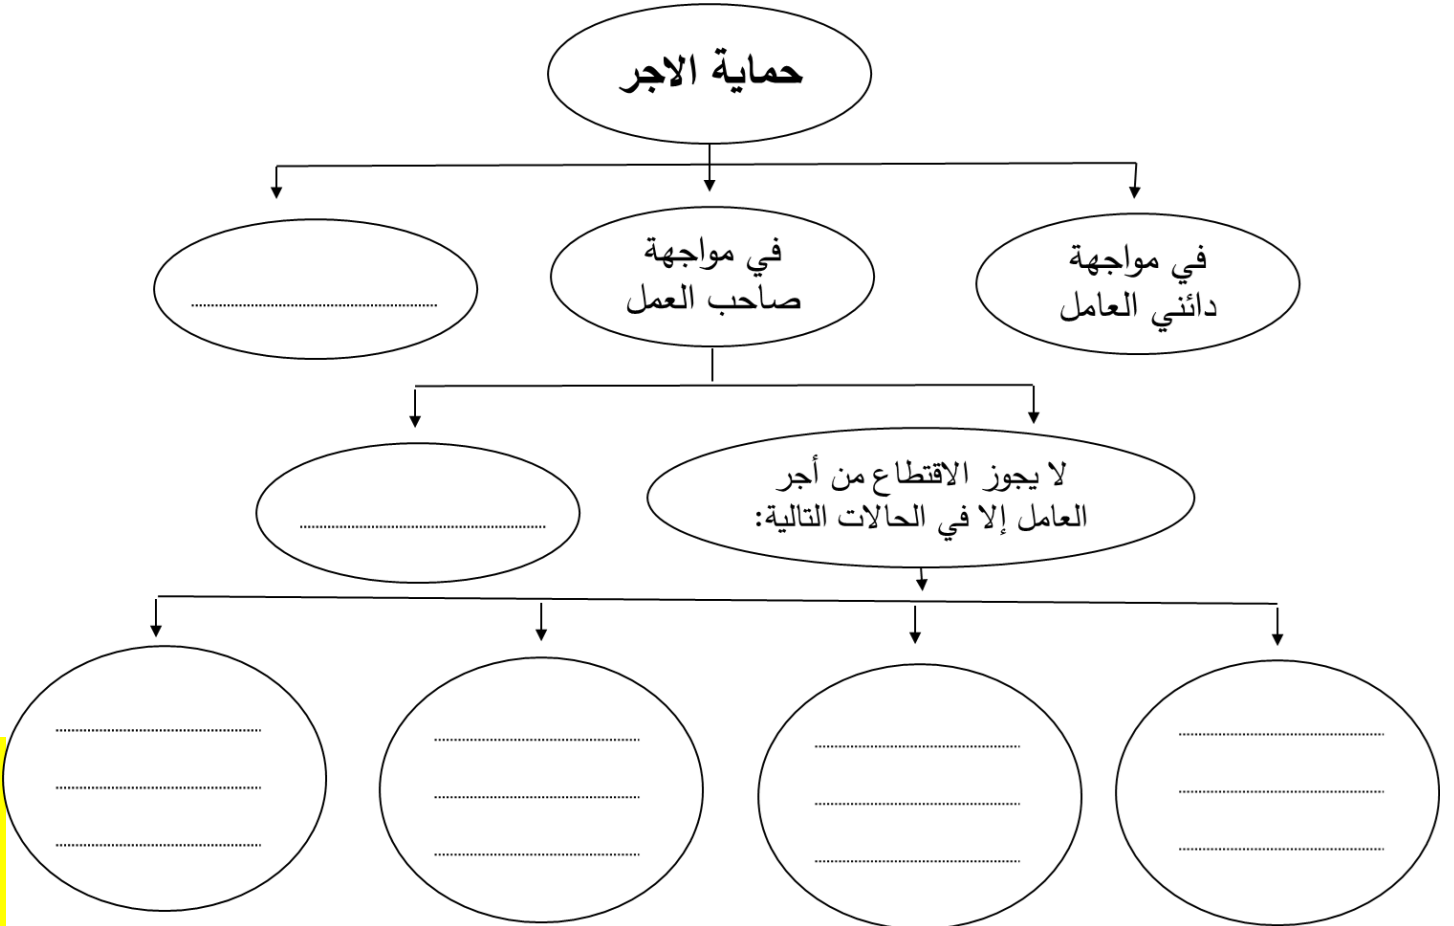 حماية الاجر
في مواجهة
دائني العامل
في مواجهة
صاحب العمل
لا يجوز الاقتطاع من أجر
العامل إلا في الحالات التالية: